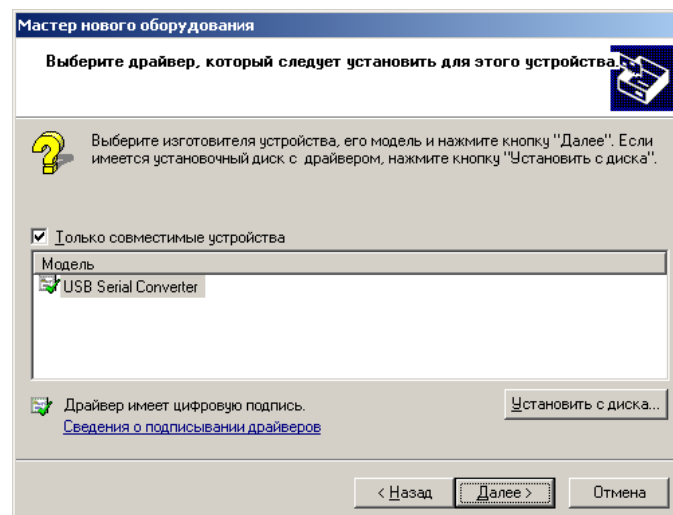 Мастер нового оборудования
Выберите драйвер, который следует установить для этого устройства.
Выберите изготовителя устройства, его модель и нажмите кнопку "Далее". Если
имеется установочный диск с драйвером, нажмите кнопку "Установить с диска".
Только совместимые устройства
Модель
USB Serial Converter
Драйвер имеет цифровую подпись.
Установить с диска...
Сведения о подписывании драйверов
< Назад
Далее >
Отмена